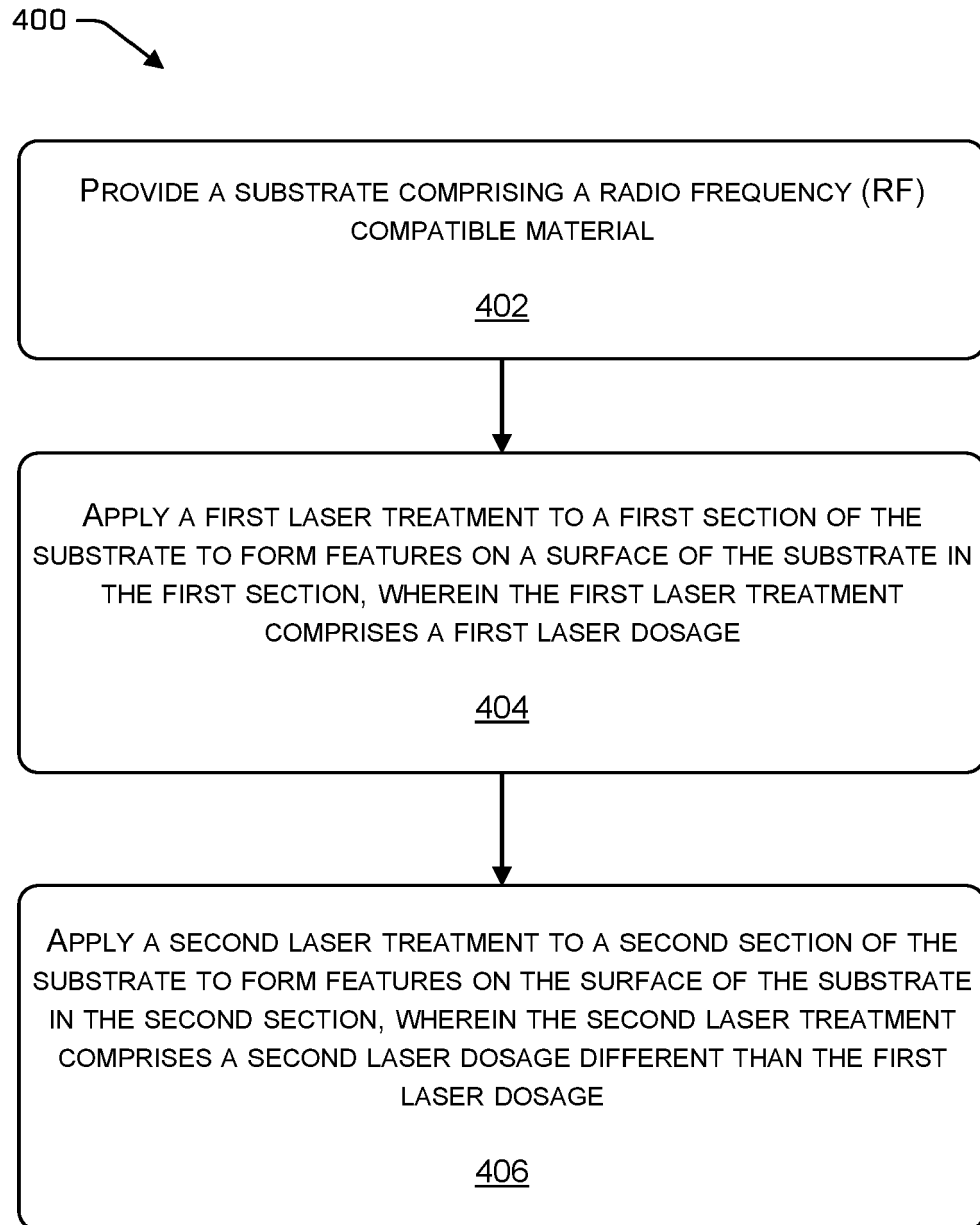 400
PROVIDE A SUBSTRATE COMPRISING A RADIO FREQUENCY (RF)
COMPATIBLE MATERIAL
402
APPLY A FIRST LASER TREATMENT TO A FIRST SECTION OF THE
SUBSTRATE TO FORM FEATURES ON A SURFACE OF THE SUBSTRATE IN
THE FIRST SECTION, WHEREIN THE FIRST LASER TREATMENT
COMPRISES A FIRST LASER DOSAGE
404
APPLY A SECOND LASER TREATMENT TO A SECOND SECTION OF THE
SUBSTRATE TO FORM FEATURES ON THE SURFACE OF THE SUBSTRATE
IN THE SECOND SECTION, WHEREIN THE SECOND LASER TREATMENT
COMPRISES A SECOND LASER DOSAGE DIFFERENT THAN THE FIRST
LASER DOSAGE
406